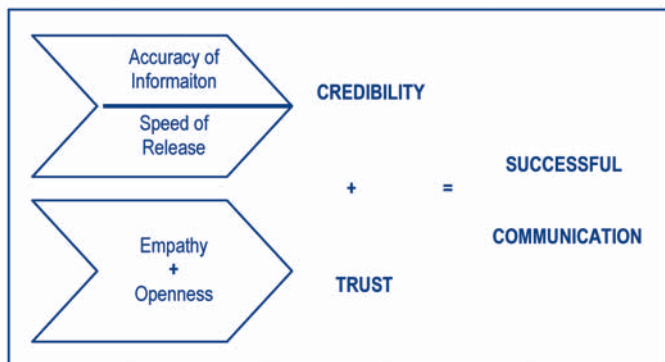 Accuracy of
Informaiton
Speed of
Release
CREDIBILITY
+
=
SUCCESSFUL
COMMUNICATION
Empathy
+
Openness
TRUST